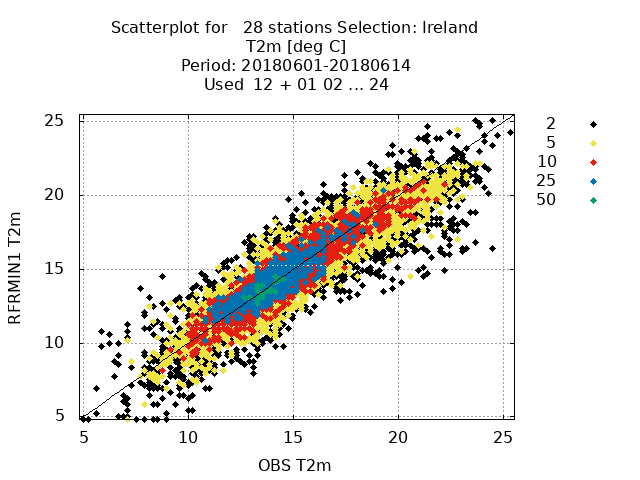 Scatterplot for   28 stations Selection: Ireland
T2m [deg C]
Period: 20180601-20180614
Used  12 + 01 02 ... 24
25
20
15
10
5
5 10 15 20 25
RFRMIN1 T2m
OBS T2m
2
5
10
25
50